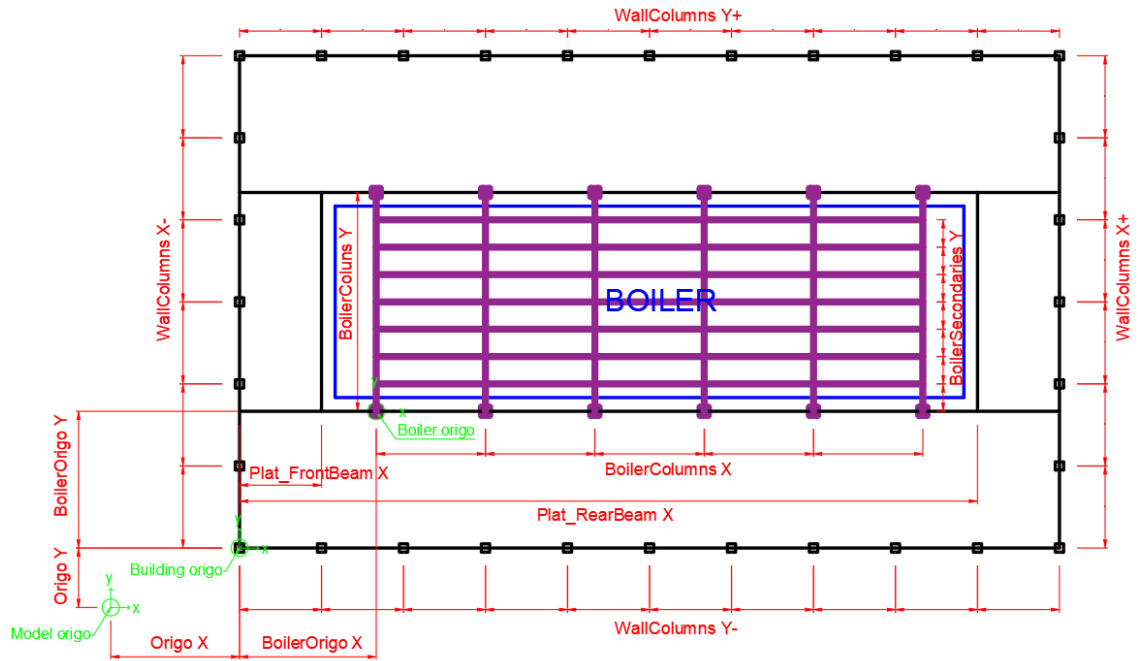 WallColumns Y+
WallColumns X-
BoilerColuns Y
BOILER
BoilerSecondaries Y
WallColumns X+
y
x
Boiler origo
BoilerColumns X
BoilerOrigo Y
Plat_FrontBeam X
Plat_RearBeam X
y
x
Building origo
Origo Y
y
x
Model origo
Origo X
BoilerOrigo X
WallColumns Y-